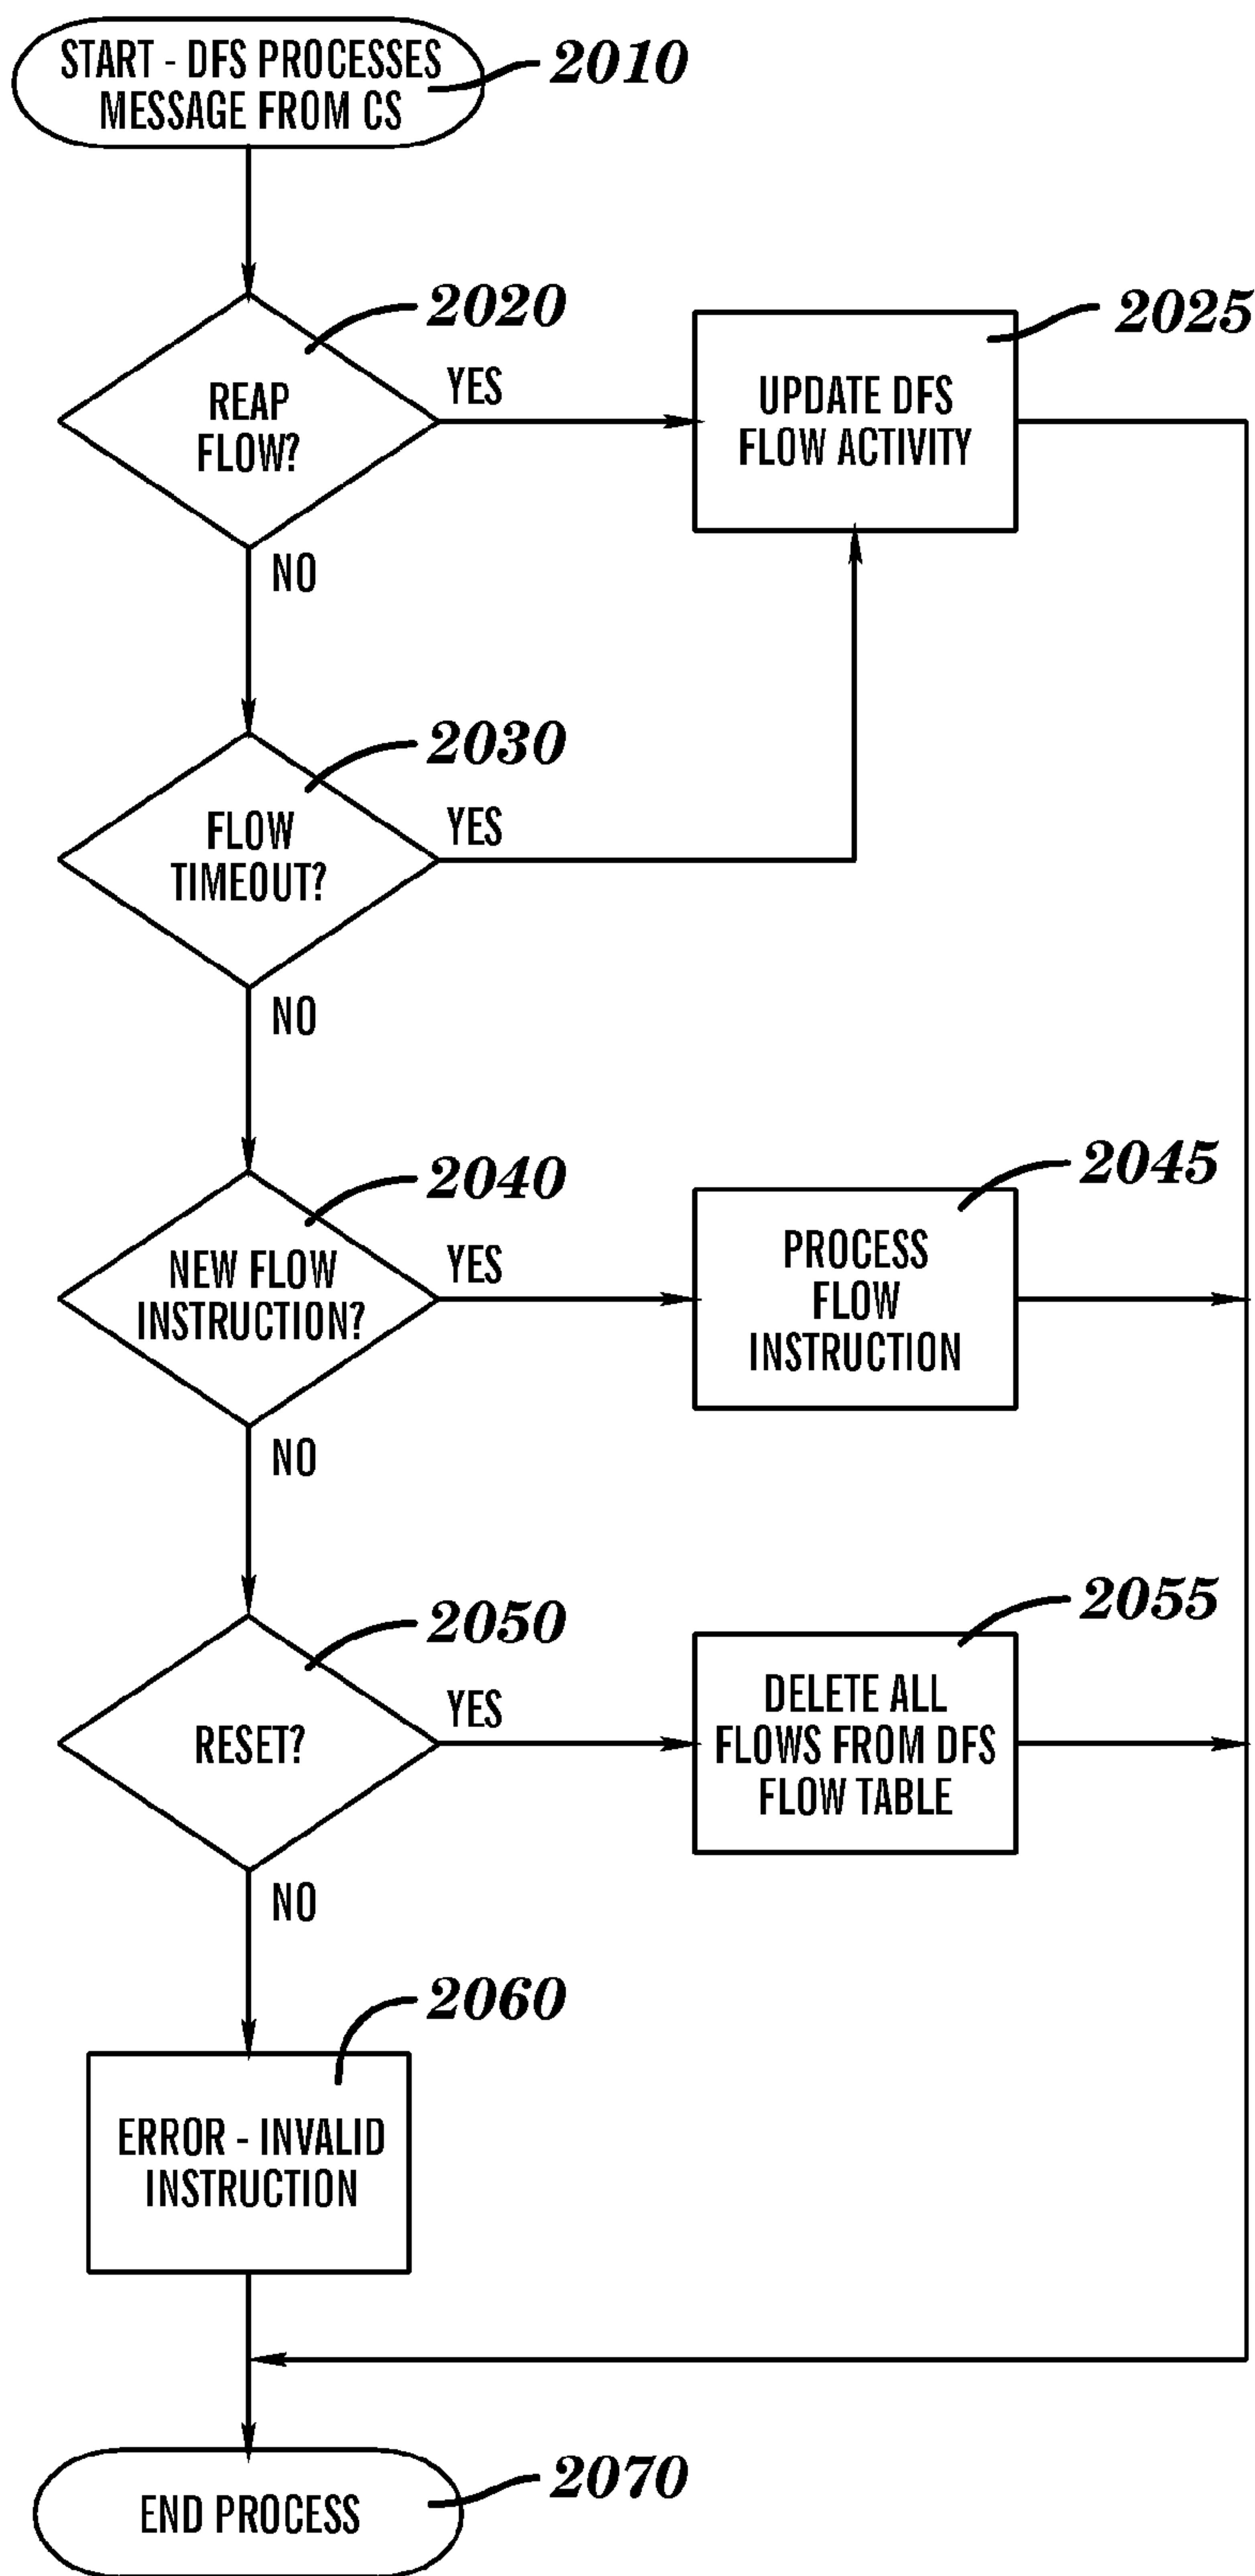 START - DFS PROCESSES
MESSAGE FROM CS
2010
2020
REAP
FLOW?
YES
NO
2025
UPDATE DFS
FLOW ACTIVITY
2030
FLOW
TIMEOUT?
YES
NO
2040
NEW FLOW
INSTRUCTION?
YES
NO
2045
PROCESS
FLOW
INSTRUCTION
2050
RESET?
YES
NO
2055
DELETE ALL
FLOWS FROM DFS
FLOW TABLE
2060
ERROR - INVALID
INSTRUCTION
END PROCESS
2070